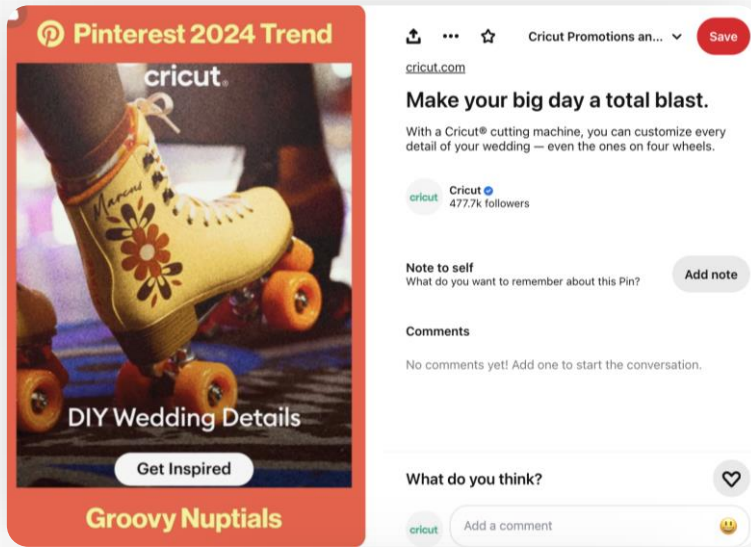 Pinterest 2024 Trend
cricut
Marcus
DIY Wedding Details
Get Inspired
Groovy Nuptials
Cricut Promotions an...
Save
cricut.com
Make your big day a total blast.
With a Cricut® cutting machine, you can customize every
detail of your wedding — even the ones on four wheels.
cricut
Cricut
477.7k followers
Note to self
What do you want to remember about this Pin?
Add note
Comments
No comments yet! Add one to start the conversation.
What do you think?
cricut
Add a comment